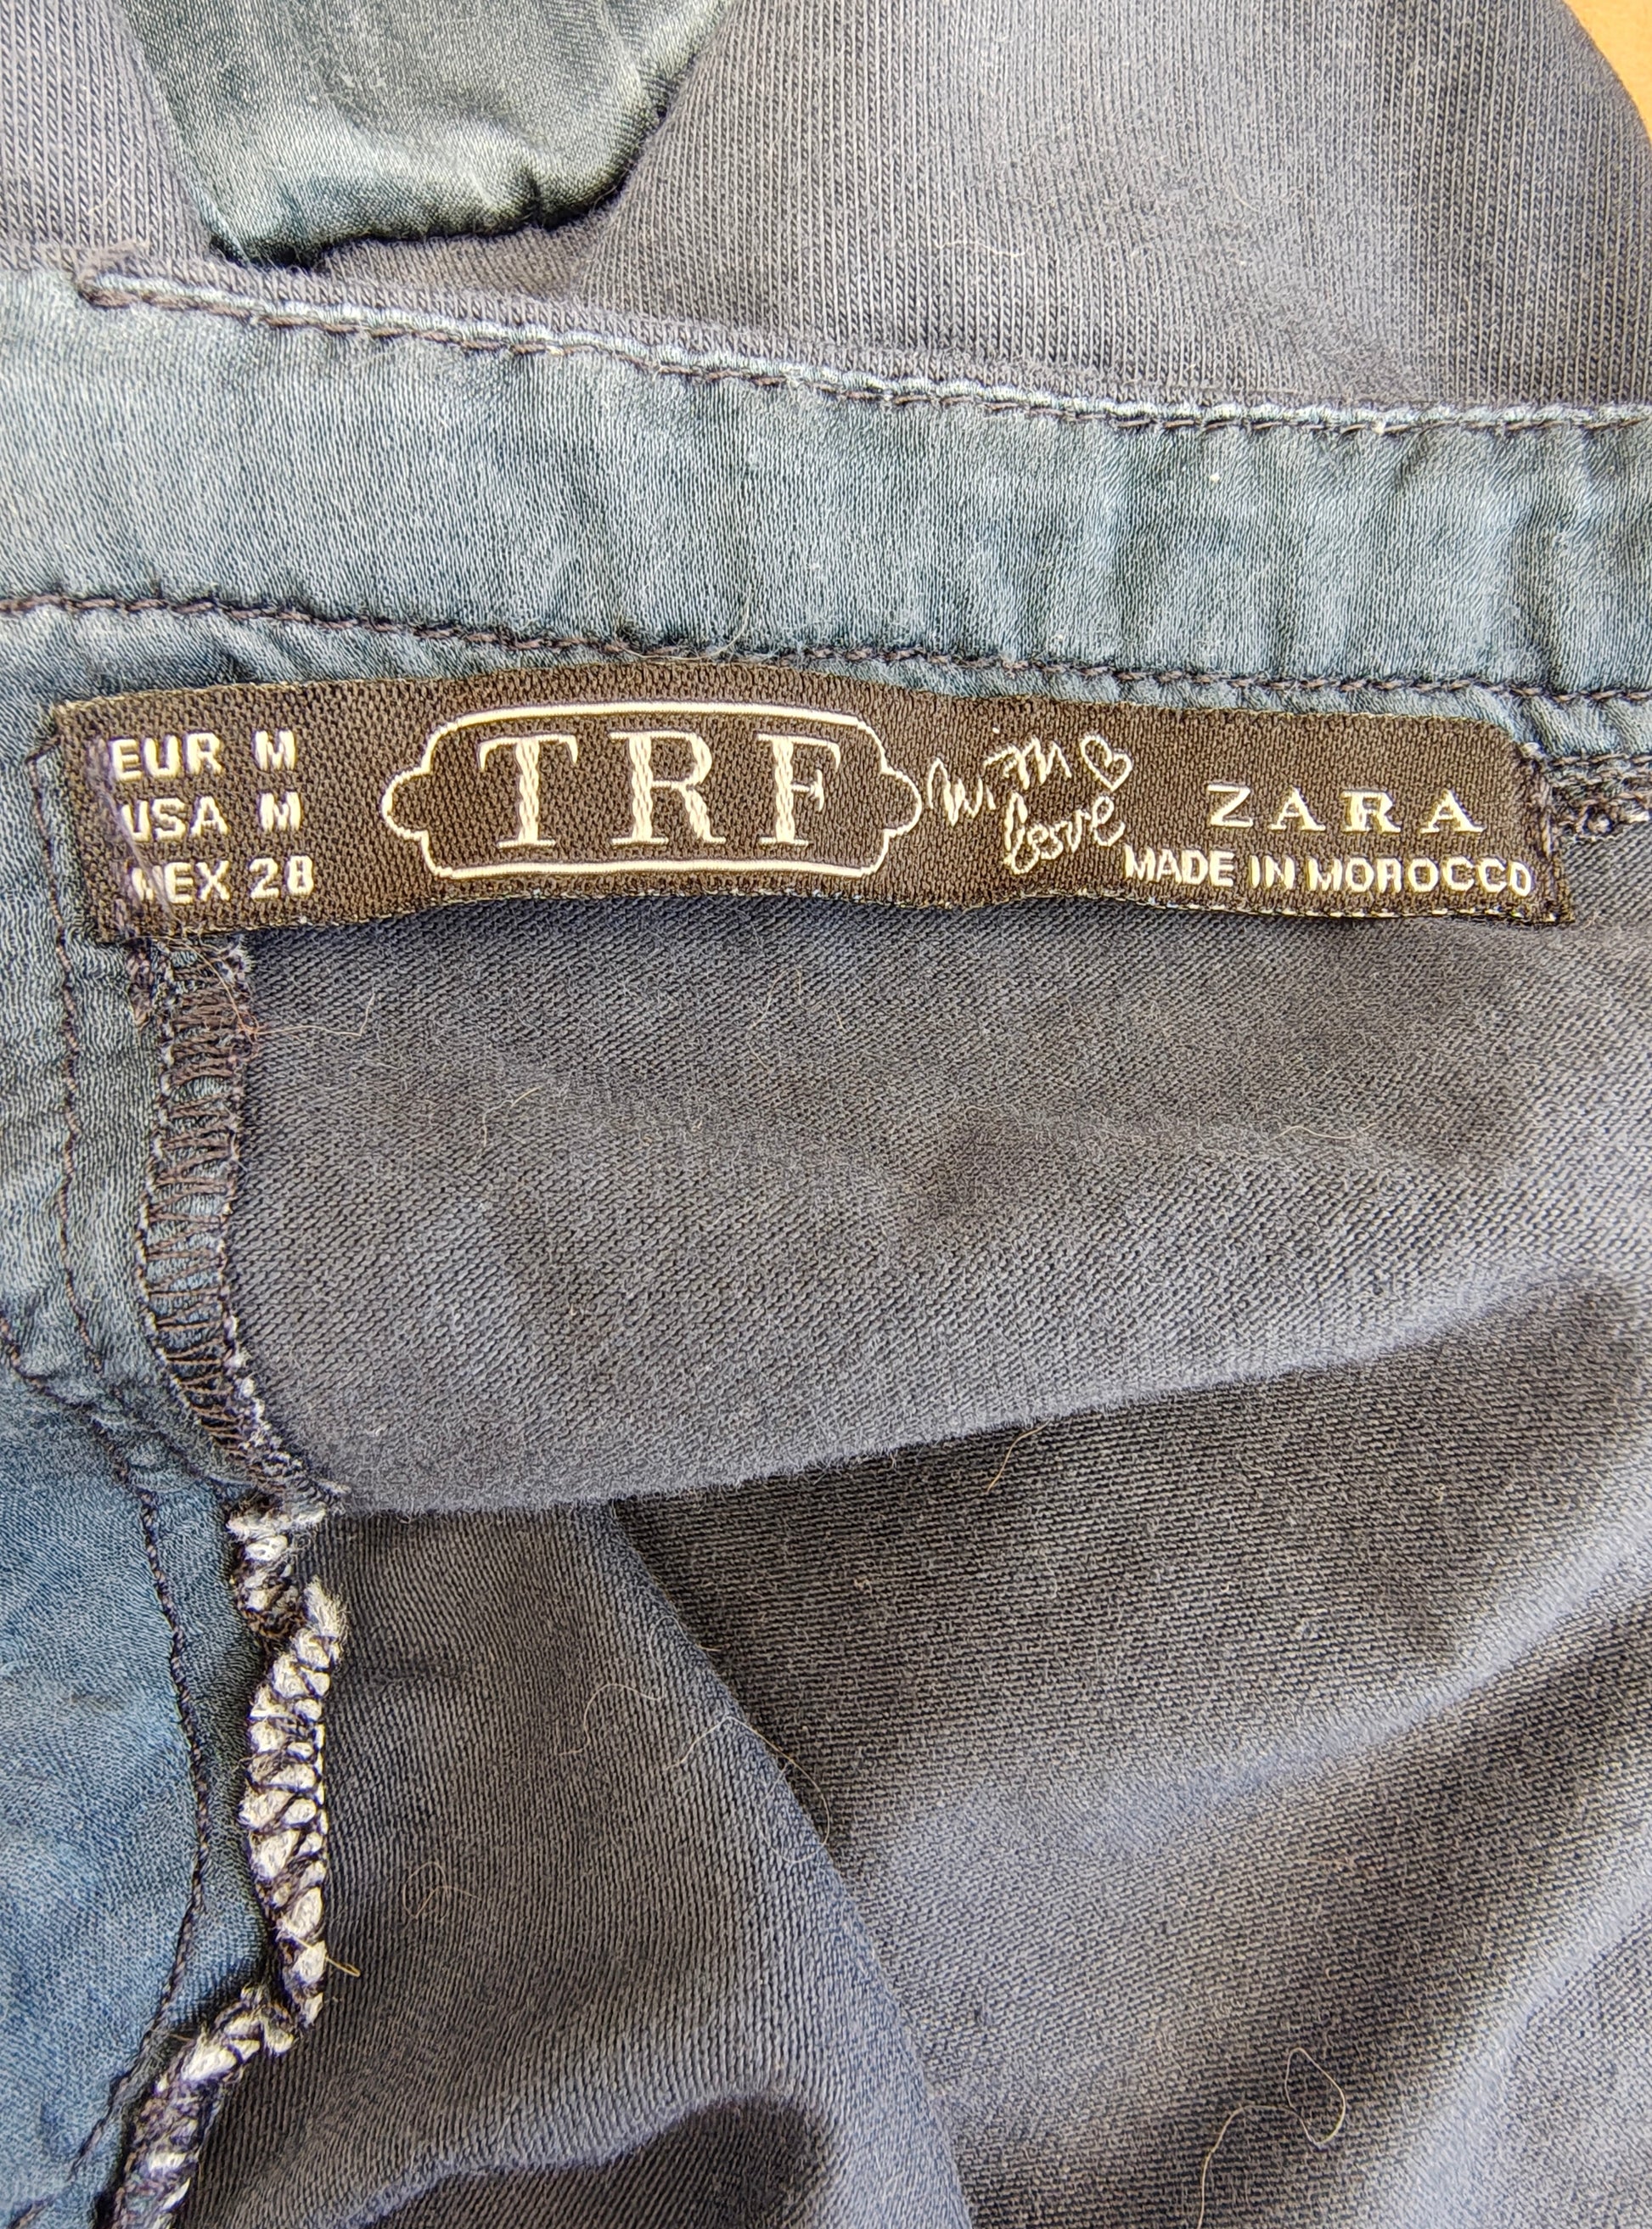 EUR M
USA M
MEX 28
TRF
with
love
ZARA
MADE IN MOROCCO